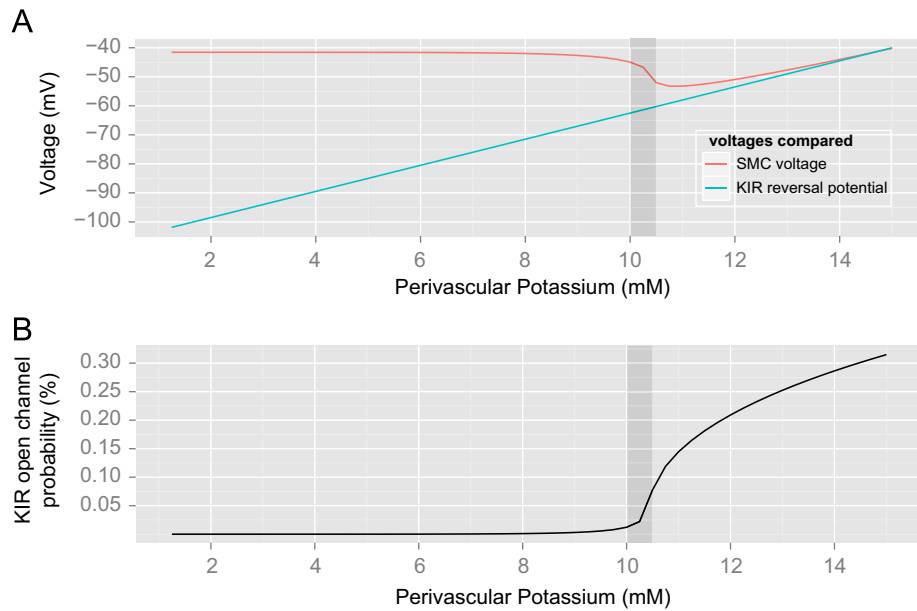 A
Voltage (mV)
−40
−50
−60
−70
−80
−90
−100
voltages compared
SMC voltage
KIR reversal potential
2 4 6 8 10 12 14
Perivascular Potassium (mM)
B
KIR open channel
probability (%)
0.30
0.25
0.20
0.15
0.10
0.05
2 4 6 8 10 12 14
Perivascular Potassium (mM)